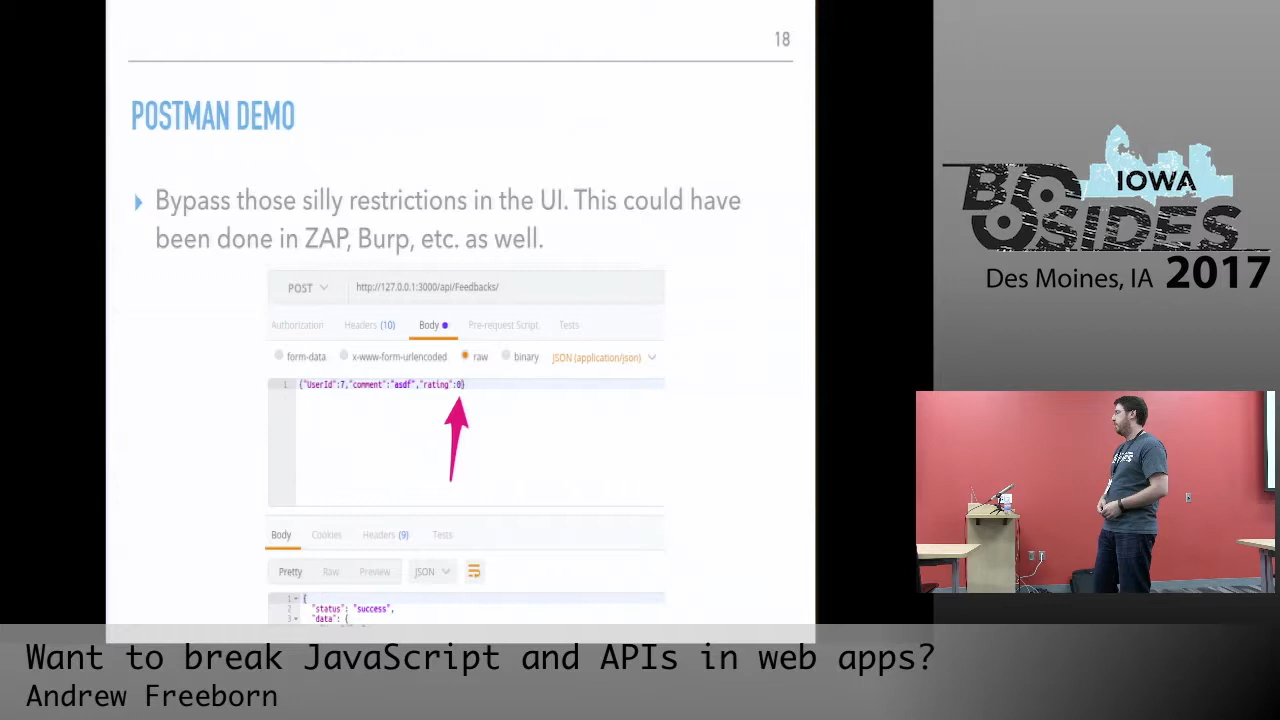 18
POSTMAN DEMO
Bypass those silly restrictions in the UI. This could have
been done in ZAP, Burp, etc. as well.
POST http://127.0.0.1:3000/api/Feedbacks/
Authorization Headers (10) Body Pre-request Script Tests
form-data x-www-form-urlencoded raw binary JSON (application/json)
1 {"UserId":7,"comment":"asdf","rating":0}
Body Cookies Headers (9) Tests
Pretty Raw Preview JSON
1 {
2 "status": "success",
3 "data": {
B SIDES
IOWA
Des Moines, IA 2017
Want to break JavaScript and APIs in web apps?
Andrew Freeborn